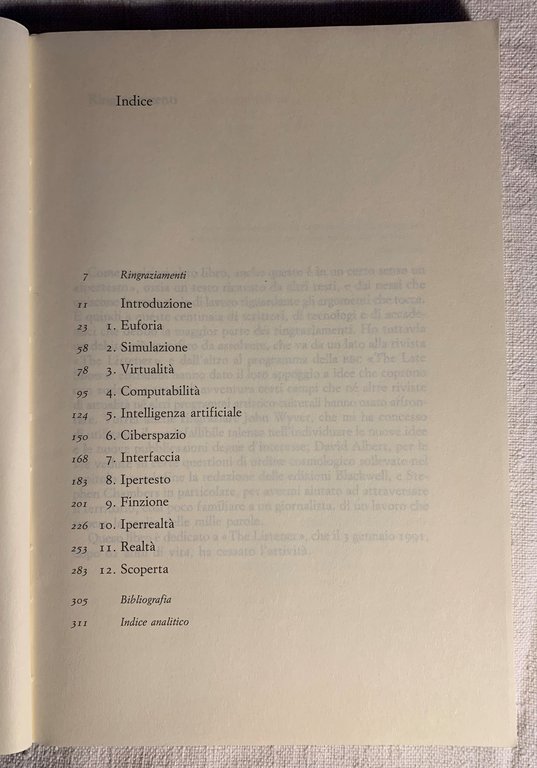 Indice
7 Ringraziamenti
11 Introduzione
23 1. Euforia
58 2. Simulazione
78 3. Virtualità
95 4. Computabilità
124 5. Intelligenza artificiale
150 6. Ciberspazio
168 7. Interfaccia
183 8. Ipertesto
201 9. Finzione
226 10. Iperrealtà
253 11. Realtà
283 12. Scoperta
305 Bibliografia
311 Indice analitico